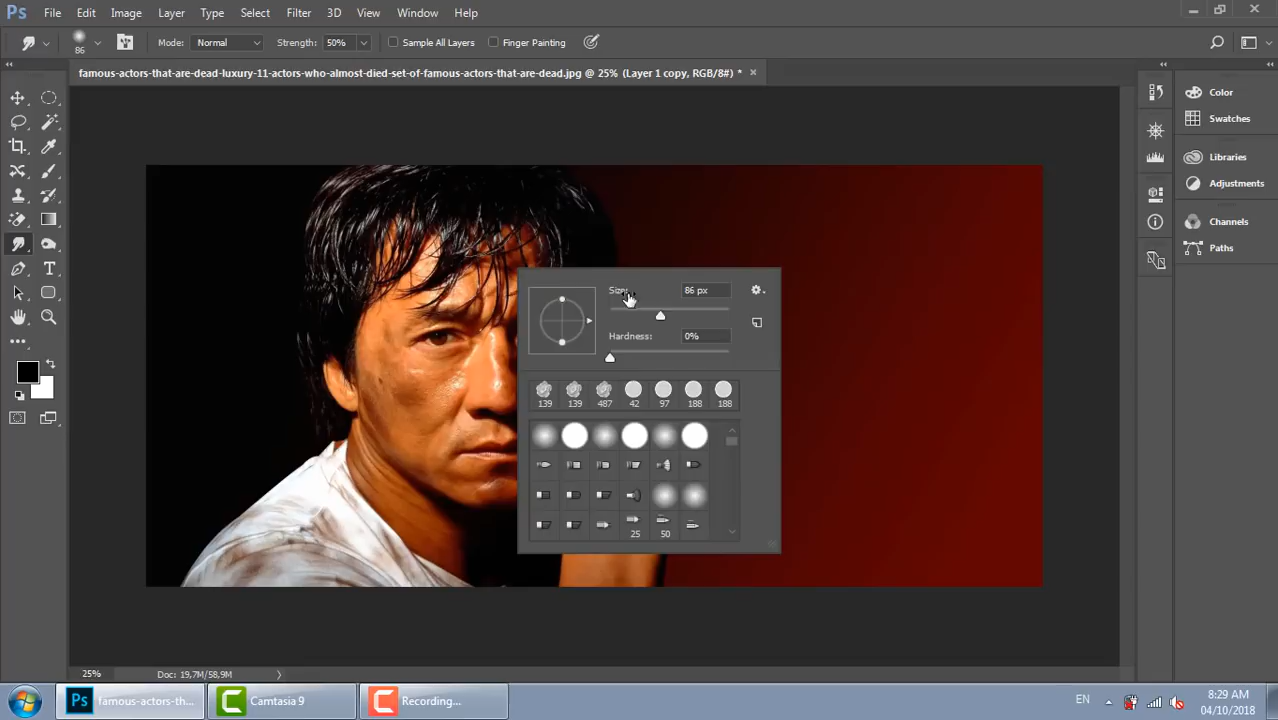 Ps File Edit Image Layer Type Select Filter 3D View Window Help
86 Mode: Normal Strength: 50% Sample All Layers Finger Painting
famous-actors-that-are-dead-luxury-11-actors-who-almost-died-set-of-famous-actors-that-are-dead.jpg @ 25% (Layer 1 copy, RGB/8#) *
Color
Swatches
Libraries
Adjustments
Channels
Paths
Size: 86 px
Hardness: 0%
139 139 487 42 97 188 188
25 50
25% Doc: 19,7M/58,9M
Ps famous-actors-th... Camtasia 9 Recording... EN 8:29 AM
04/10/2018